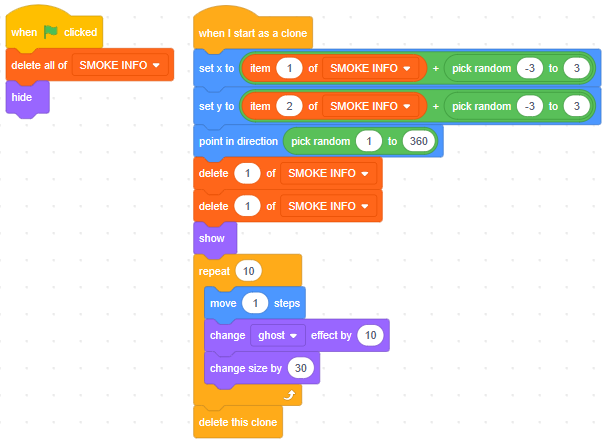 when clicked
delete all of SMOKE INFO
hide
when I start as a clone
set x to item 1 of SMOKE INFO + pick random -3 to 3
set y to item 2 of SMOKE INFO + pick random -3 to 3
point in direction pick random 1 to 360
delete 1 of SMOKE INFO
delete 1 of SMOKE INFO
show
repeat 10
move 1 steps
change ghost effect by 10
change size by 30
delete this clone